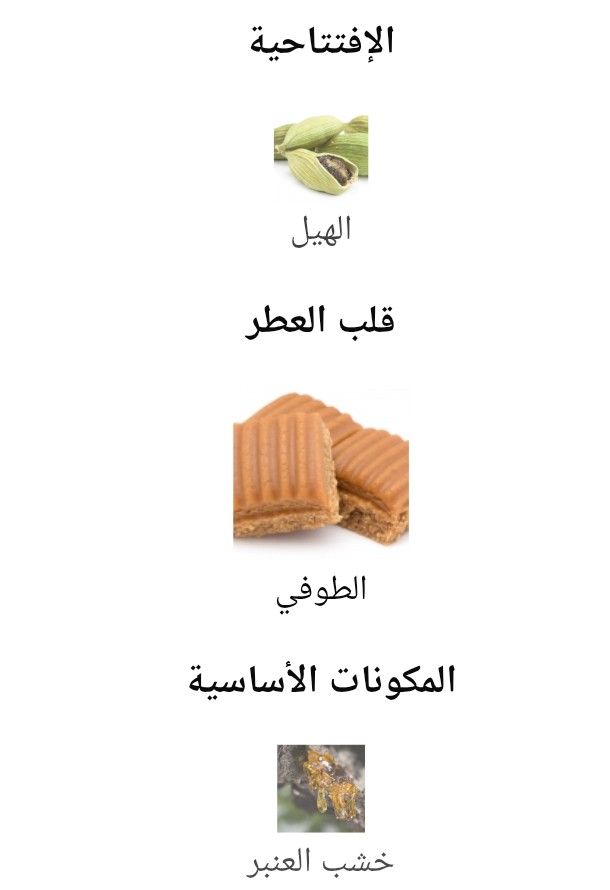 الإفتتاحية
الهيل
قلب العطر
الطوفي
المكونات الأساسية
خشب العنبر